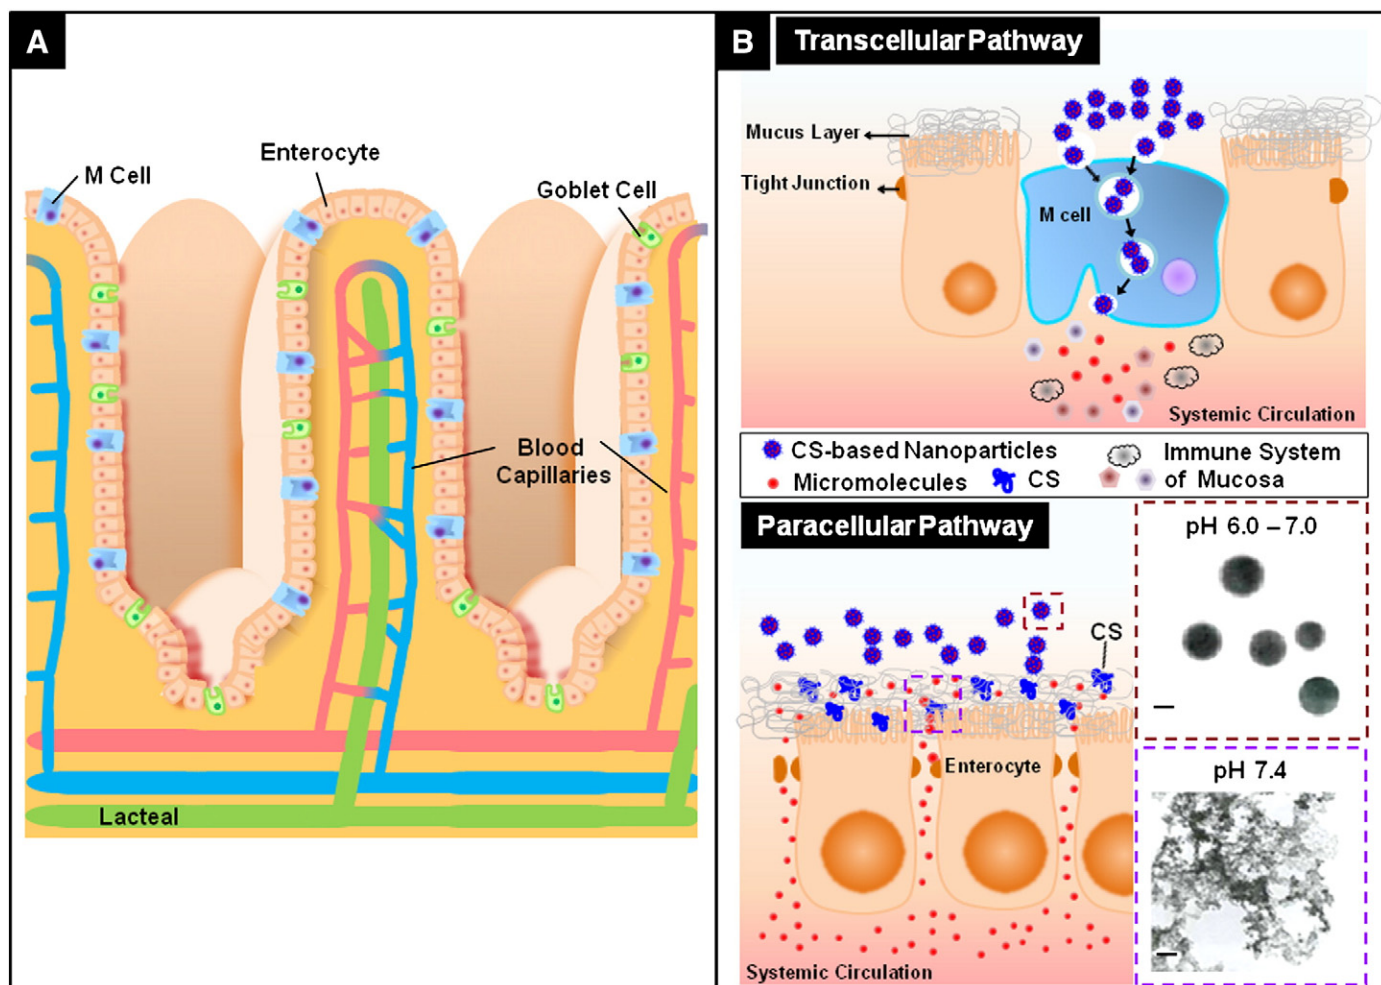 A
M Cell
Enterocyte
Goblet Cell
Blood
Capillaries
Lacteal
B
Transcellular Pathway
Mucus Layer
Tight Junction
M cell
Systemic Circulation
CS-based Nanoparticles
Micromolecules
CS
Immune System
of Mucosa
Paracellular Pathway
CS
Enterocyte
Systemic Circulation
pH 6.0 – 7.0
pH 7.4